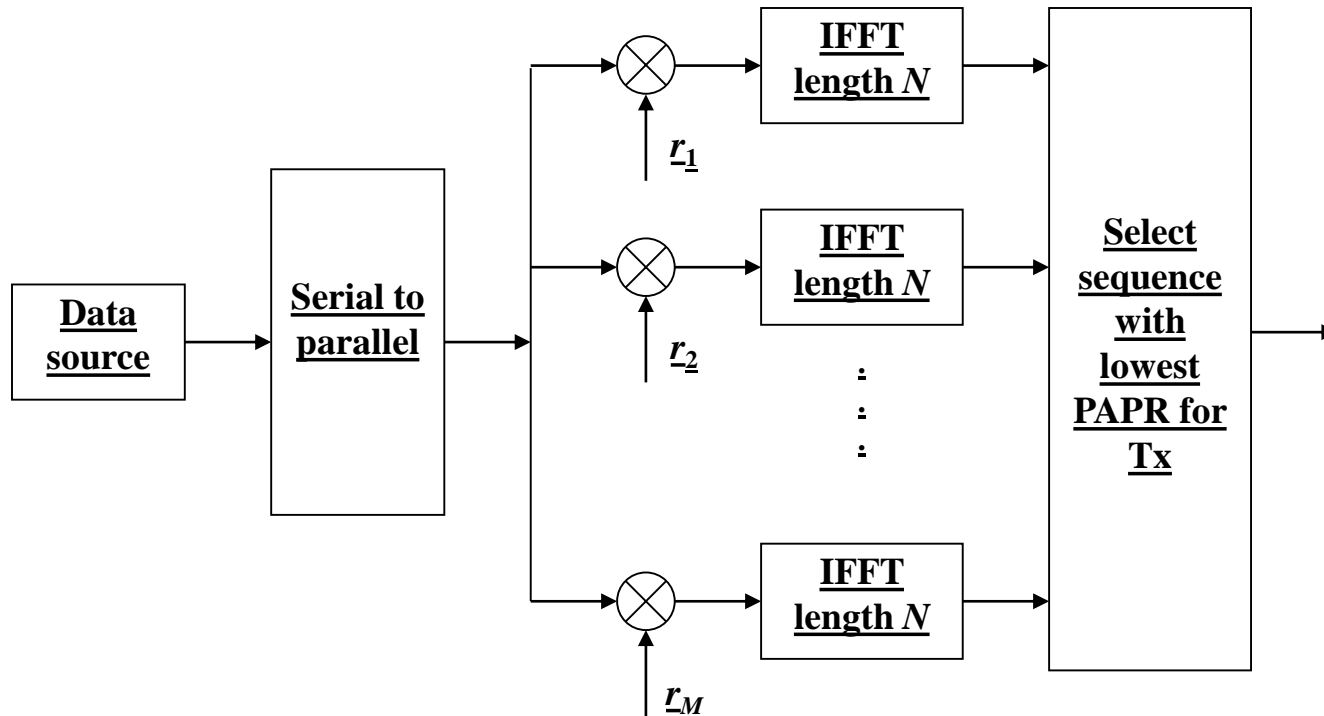 Data
source
Serial to
parallel
r1
IFFT
length N
r2
IFFT
length N
.
.
.
rM
IFFT
length N
Select
sequence
with
lowest
PAPR for
Tx